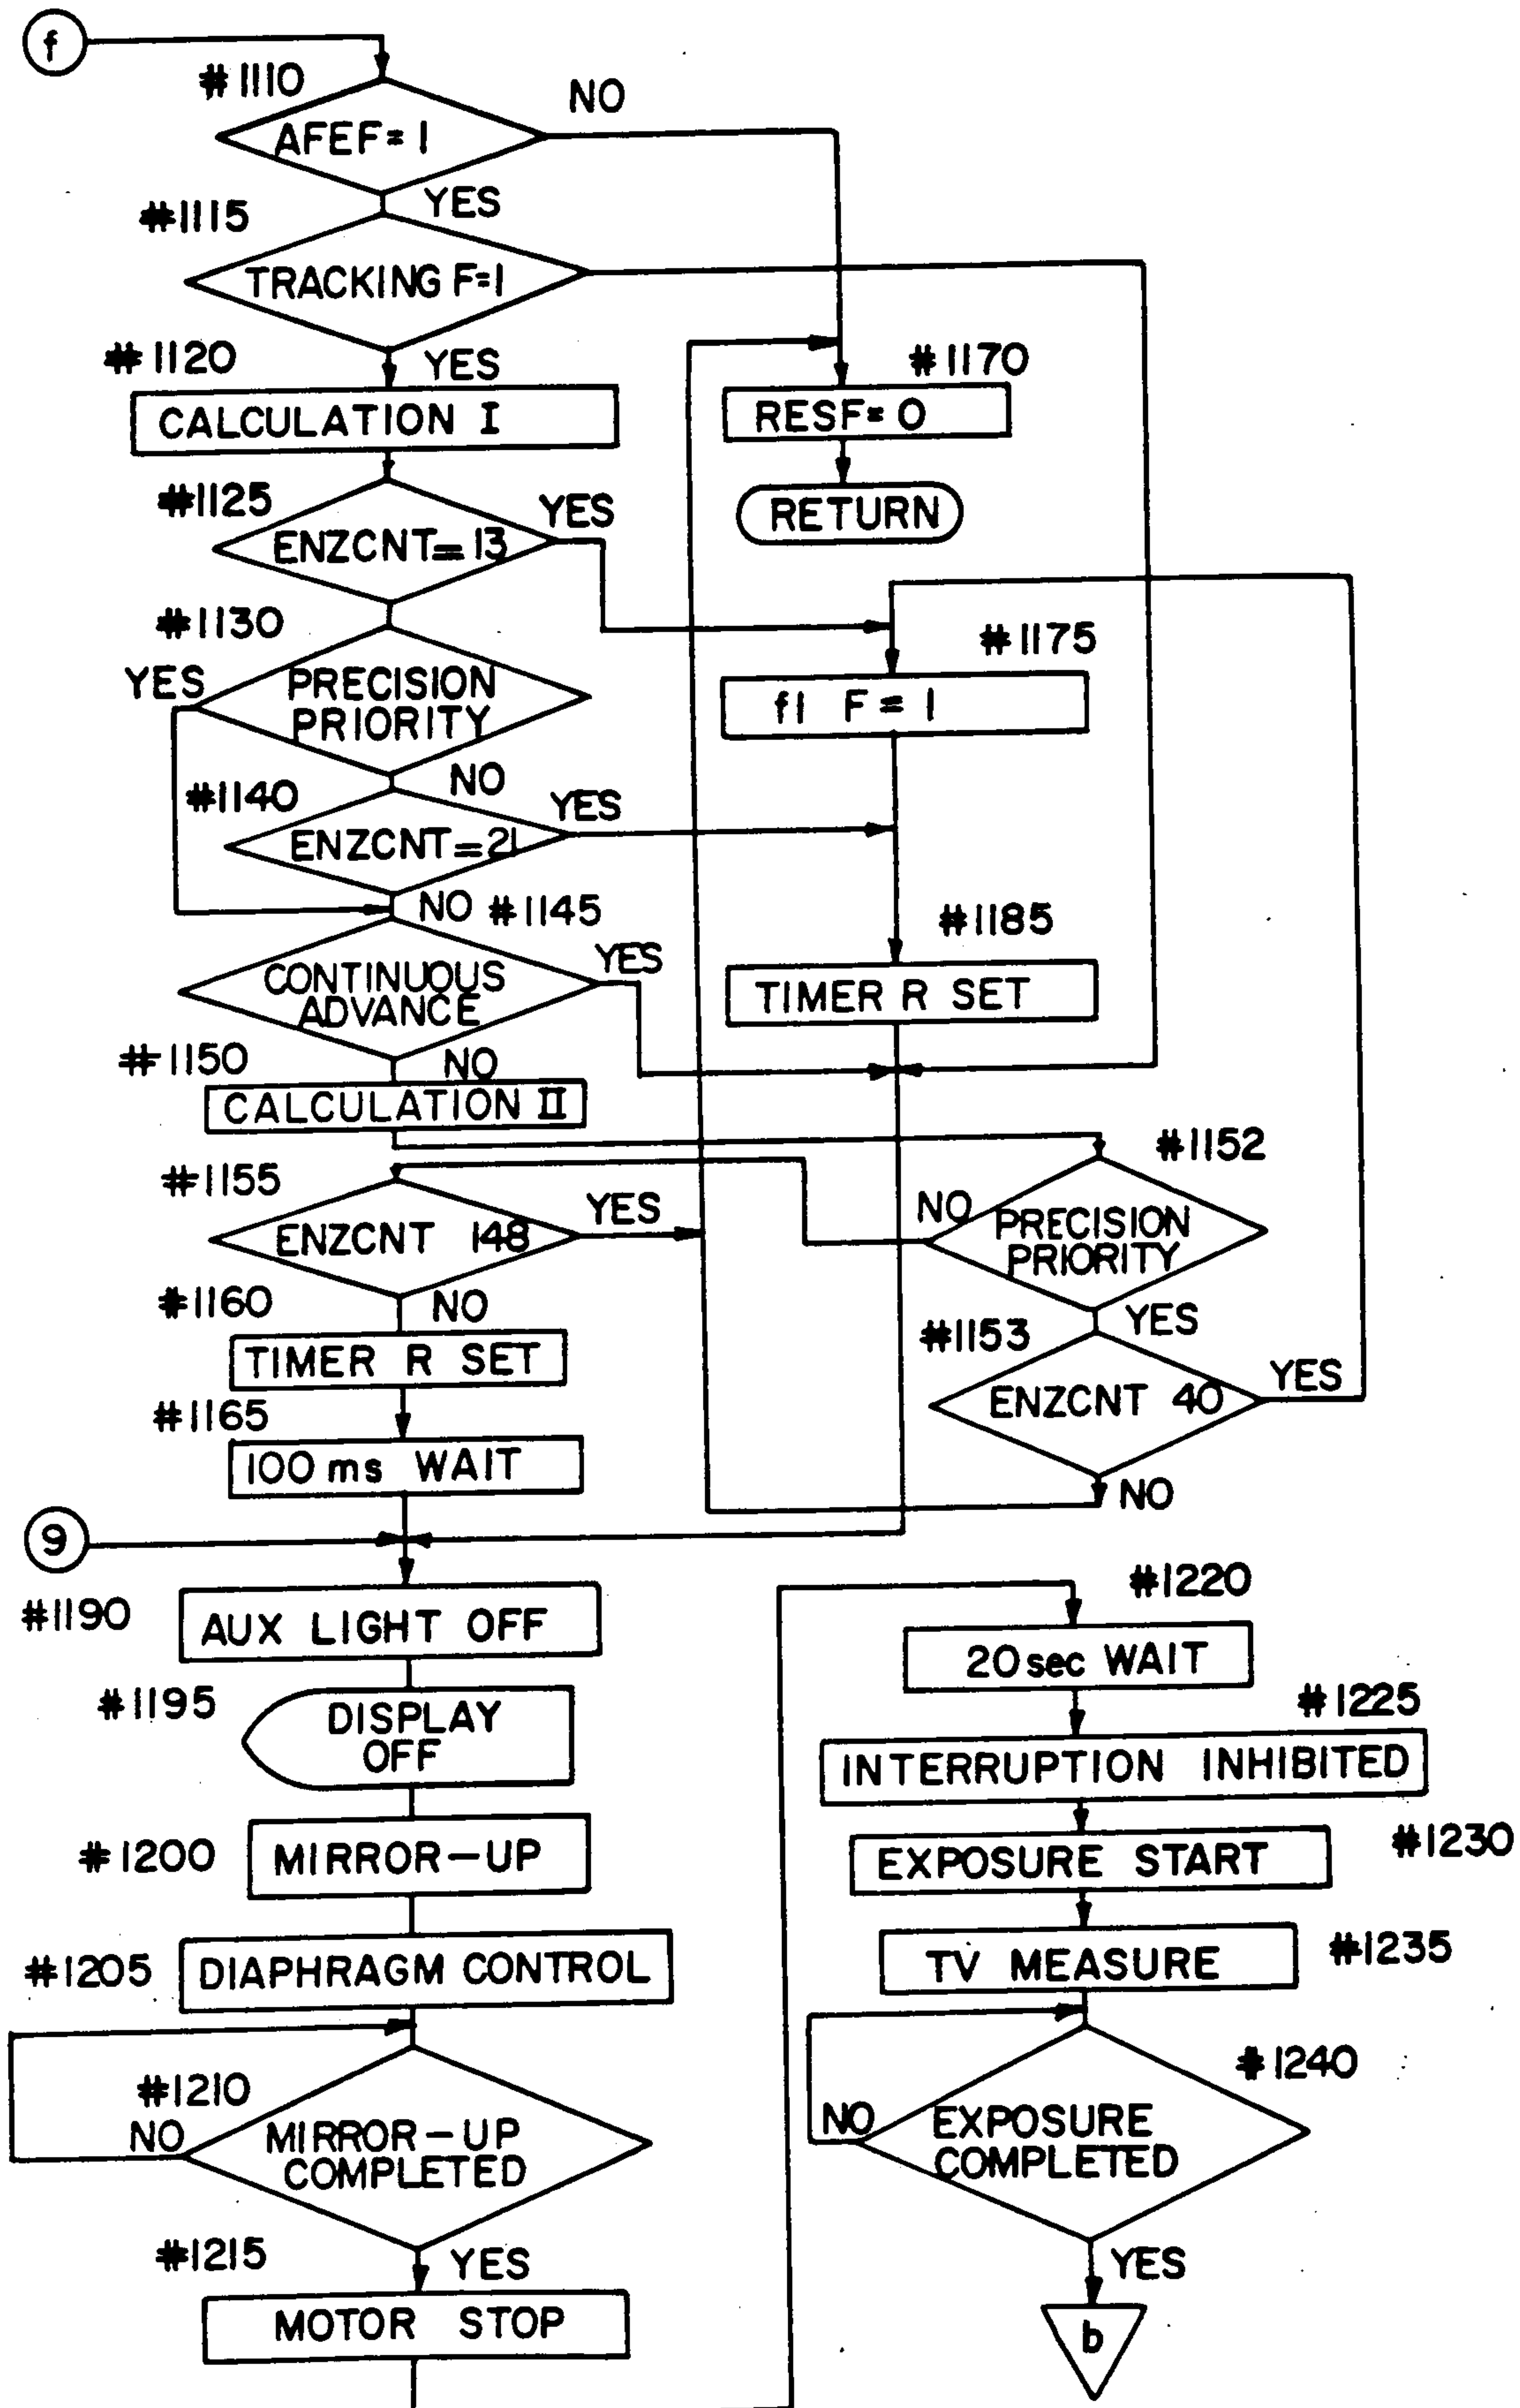 f
#1110
NO
AFEF=1
YES
#1115
TRACKING F=1
#1120
YES
#1170
CALCULATION I
RESF=0
#1125
YES
RETURN
ENZCNT=13
#1130
#1175
YES
PRECISION
PRIORITY
f1 F=1
NO
#1140
YES
ENZCNT=21
NO
#1145
#1185
CONTINUOUS
ADVANCE
YES
TIMER R SET
#1150
NO
CALCULATION II
#1152
#1155
NO
PRECISION
PRIORITY
ENZCNT 148
YES
#1160
NO
YES
#1153
TIMER R SET
ENZCNT 40
YES
#1165
100ms WAIT
NO
9
#1190
AUX LIGHT OFF
#1220
20sec WAIT
#1195
DISPLAY
OFF
#1225
INTERRUPTION INHIBITED
#1200
MIRROR-UP
#1230
EXPOSURE START
#1205
DIAPHRAGM CONTROL
TV MEASURE
#1235
#1210
NO
MIRROR-UP
COMPLETED
#1240
NO
EXPOSURE
COMPLETED
#1215
YES
YES
MOTOR STOP
b